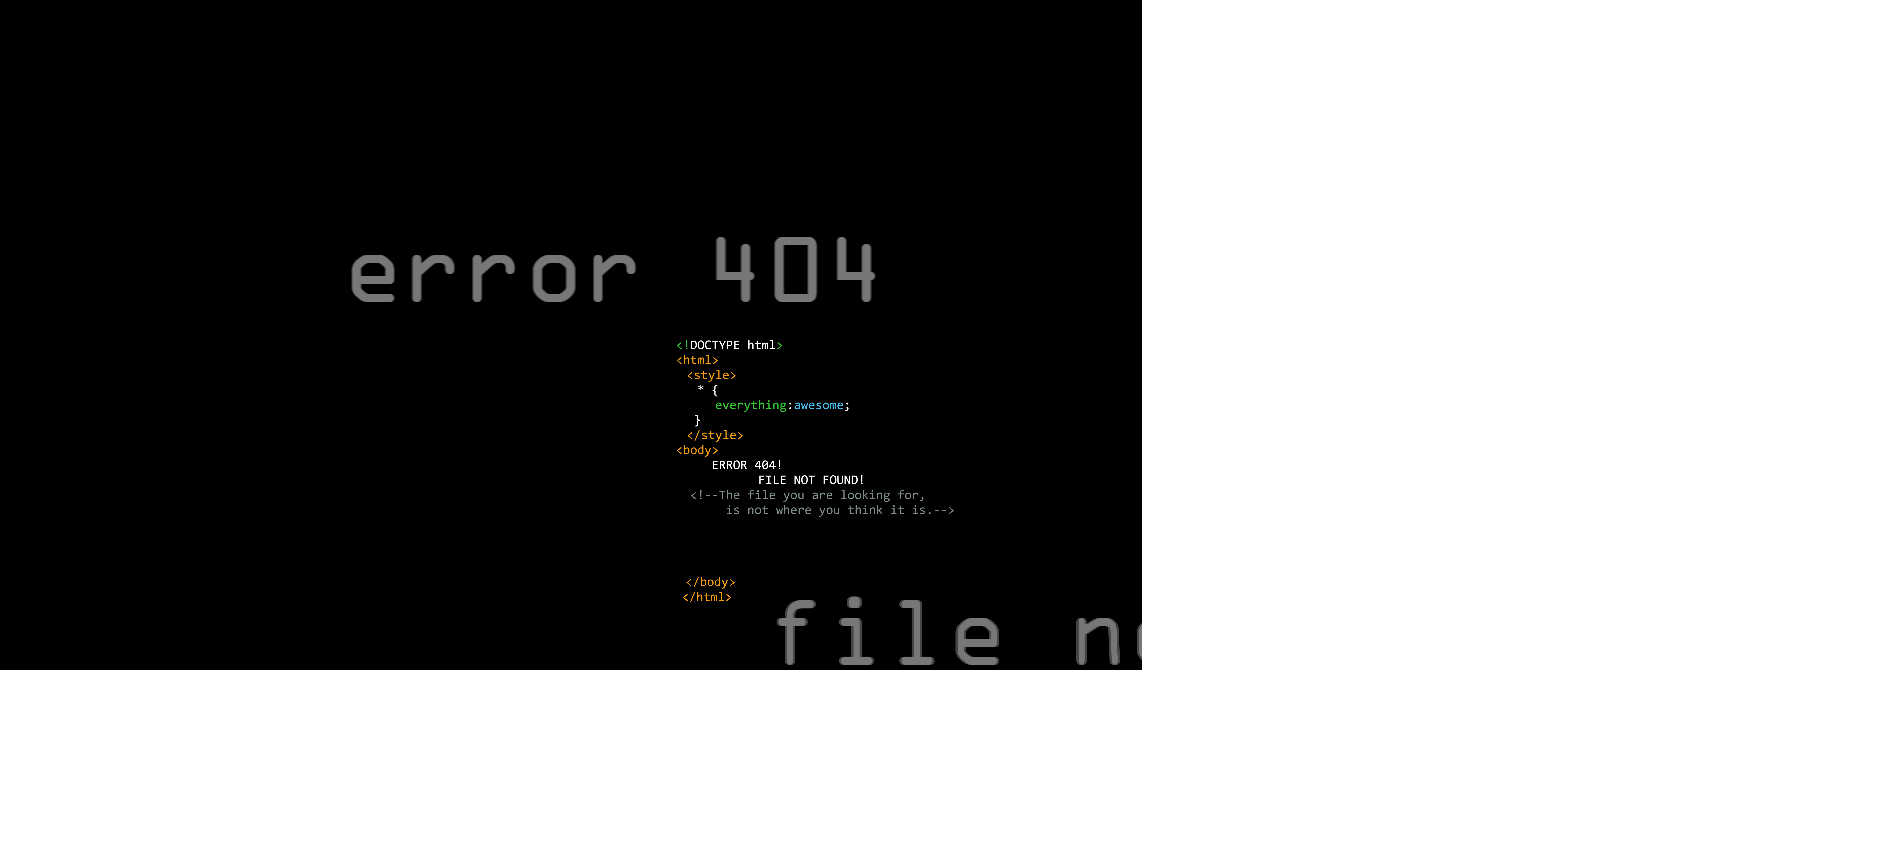 error 404
<!DOCTYPE html>
<html>
<style>
* {
everything:awesome;
}
</style>
<body>
ERROR 404!
FILE NOT FOUND!
<!--The file you are looking for,
is not where you think it is.-->
</body>
</html>
file n